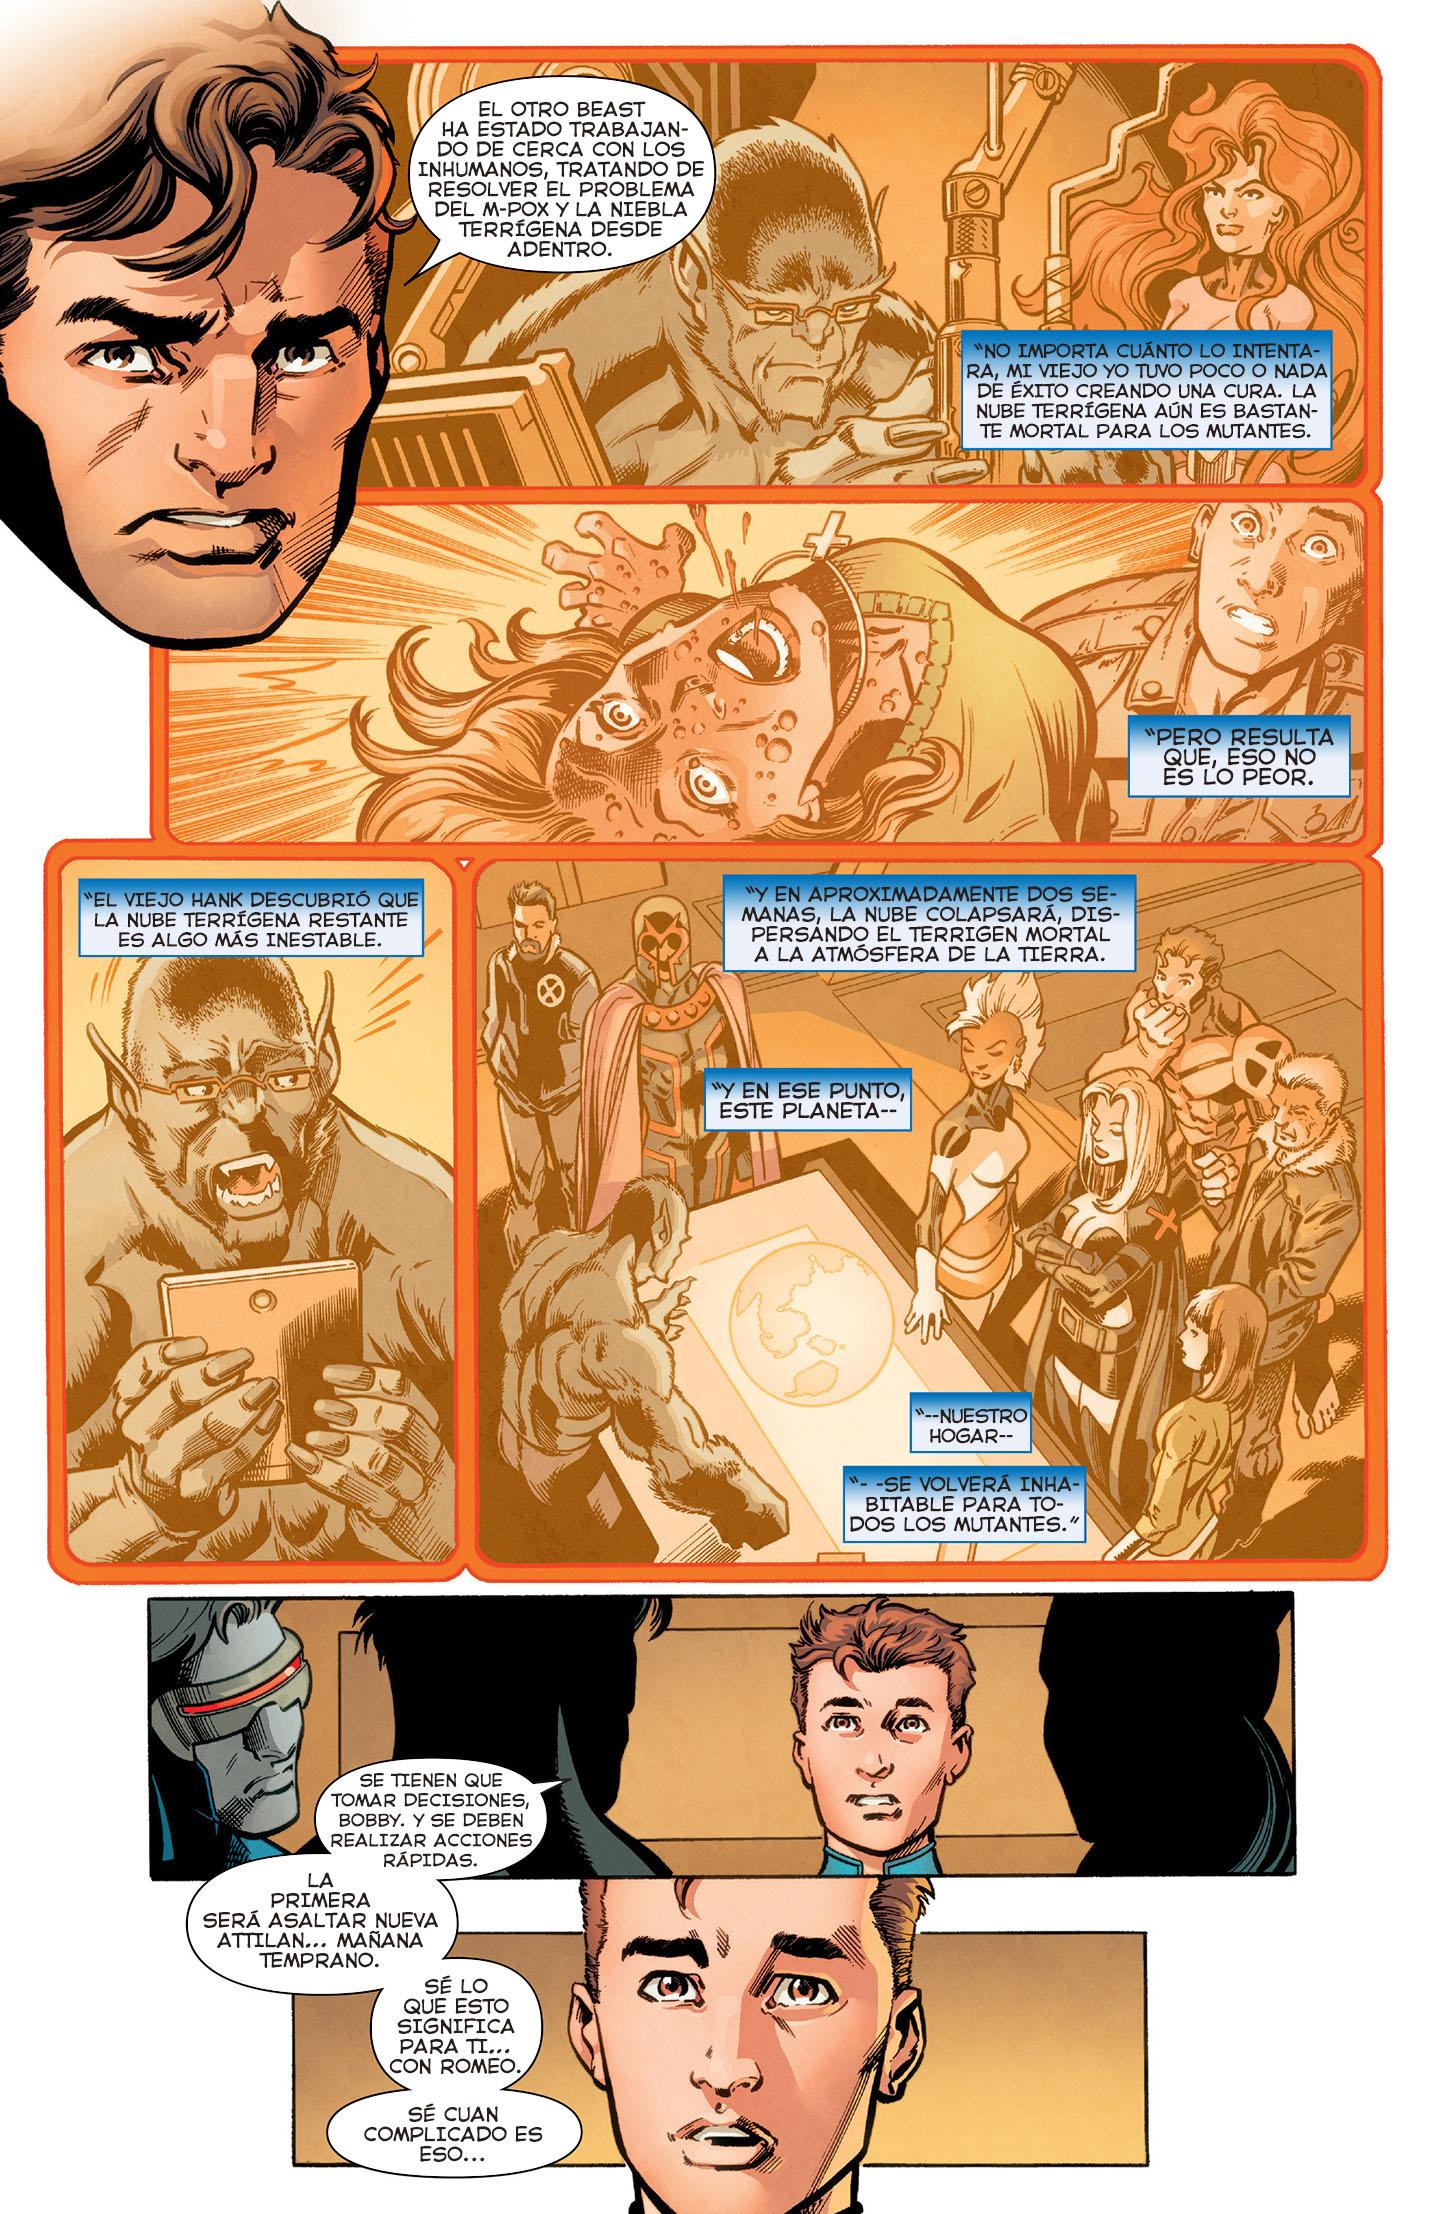 EL OTRO BEAST
HA ESTADO TRABAJAN-
DO DE CERCA CON LOS
INHUMANOS, TRATANDO DE
RESOLVER EL PROBLEMA
DEL M-POX Y LA NIEBLA
TERRÍGENA DESDE
ADENTRO.
"NO IMPORTA CUÁNTO LO INTENTA-
RA, MI VIEJO YO TUVO POCO O NADA
DE ÉXITO CREANDO UNA CURA. LA
NUBE TERRÍGENA AÚN ES BASTAN-
TE MORTAL PARA LOS MUTANTES.
"PERO RESULTA
QUE, ESO NO
ES LO PEOR.
"EL VIEJO HANK DESCUBRIÓ QUE
LA NUBE TERRÍGENA RESTANTE
ES ALGO MÁS INESTABLE.
"Y EN APROXIMADAMENTE DOS SE-
MANAS, LA NUBE COLAPSARÁ, DIS-
PERSANDO EL TERRIGEN MORTAL
A LA ATMÓSFERA DE LA TIERRA.
"Y EN ESE PUNTO,
ESTE PLANETA--
"--NUESTRO
HOGAR--
"- -SE VOLVERÁ INHA-
BITABLE PARA TO-
DOS LOS MUTANTES."
SE TIENEN QUE
TOMAR DECISIONES,
BOBBY. Y SE DEBEN
REALIZAR ACCIONES
RÁPIDAS.
LA
PRIMERA
SERÁ ASALTAR NUEVA
ATTILAN... MAÑANA
TEMPRANO.
SÉ LO
QUE ESTO
SIGNIFICA
PARA TI...
CON ROMEO.
SÉ CUAN
COMPLICADO ES
ESO...